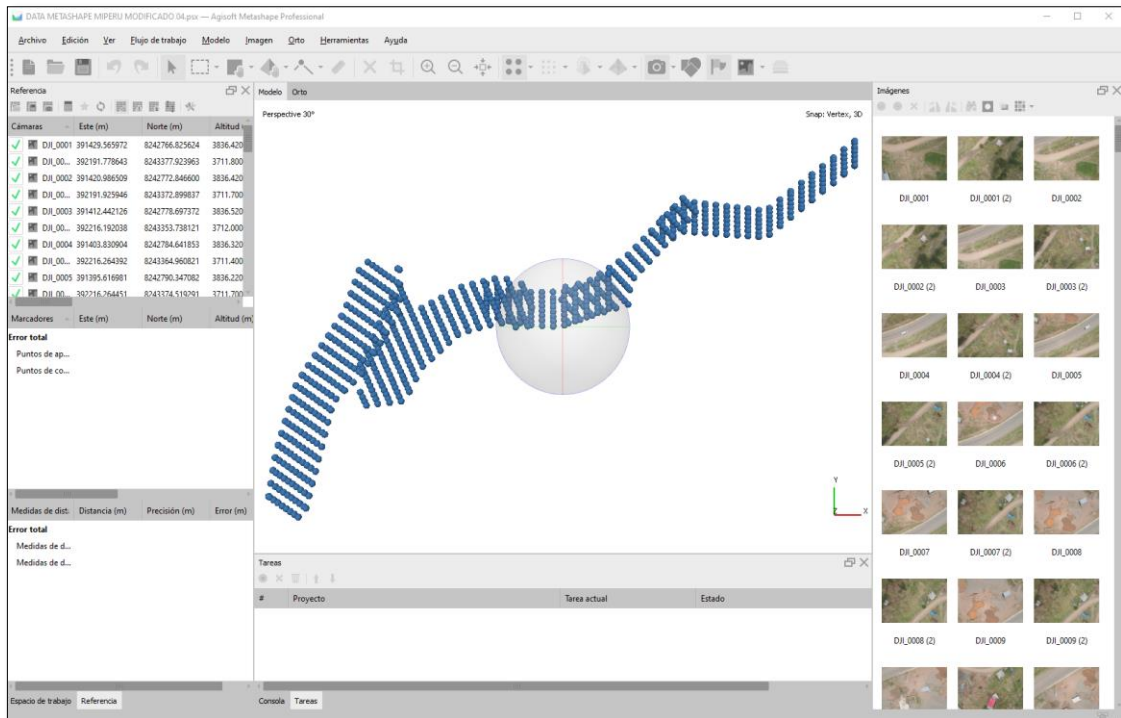 DATA METASHAPE MIPERU MODIFICADO 04.psx — Agisoft Metashape Professional
Archivo Edición Ver Flujo de trabajo Modelo Imagen Orto Herramientas Ayuda
Referencia
Cámaras Este (m) Norte (m) Altitud
DJI_0001 391429.565972 8242766.825624 3836.420
DJI_00... 392191.778643 8243377.923963 3711.800
DJI_0002 391420.986509 8242772.846600 3836.420
DJI_00... 392191.925946 8243372.899837 3711.700
DJI_0003 391412.442126 8242778.697372 3836.520
DJI_00... 392216.192038 8243353.738121 3712.000
DJI_0004 391403.830904 8242784.641853 3836.320
DJI_00... 392216.264392 8243364.960821 3711.400
DJI_0005 391395.616981 8242790.347082 3836.220
DJI_00... 392216.264451 8243374.519291 3711.700
Marcadores Este (m) Norte (m) Altitud (m)
Error total
Puntos de ap...
Puntos de co...
Medidas de dist. Distancia (m) Precisión (m) Error (m)
Error total
Medidas de d...
Medidas de d...
Espacio de trabajo Referencia
Modelo Orto
Perspective 30°
Snap: Vertex, 3D
Y
Z X
Tareas
# Proyecto Tarea actual Estado
Consola Tareas
Imágenes
DJI_0001 DJI_0001 (2) DJI_0002
DJI_0002 (2) DJI_0003 DJI_0003 (2)
DJI_0004 DJI_0004 (2) DJI_0005
DJI_0005 (2) DJI_0006 DJI_0006 (2)
DJI_0007 DJI_0007 (2) DJI_0008
DJI_0008 (2) DJI_0009 DJI_0009 (2)